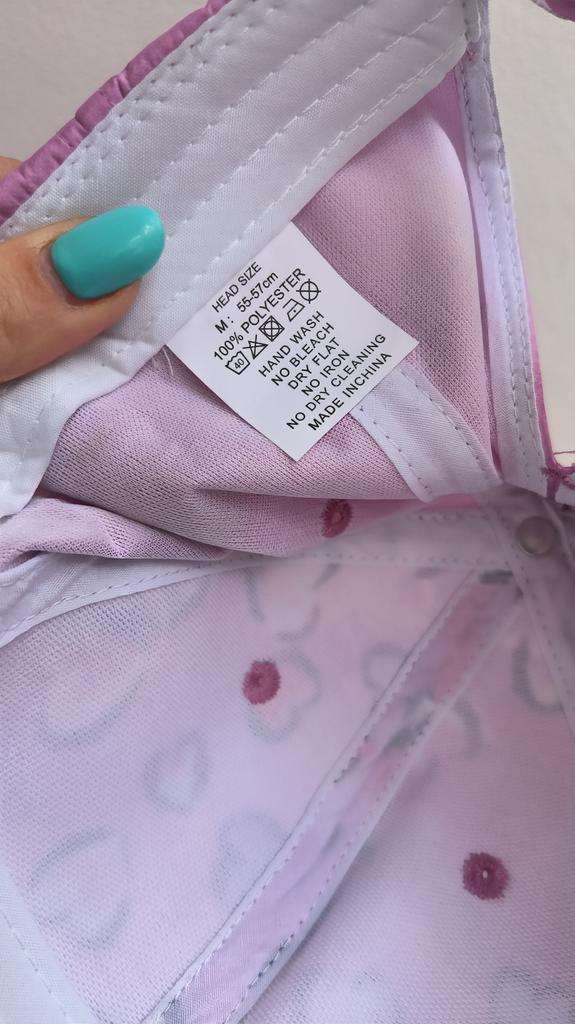 HEAD SIZE
M: 55-57cm
100% POLYESTER
40
HAND WASH
NO BLEACH
DRY FLAT
NO IRON
NO DRY CLEANING
MADE INCHINA